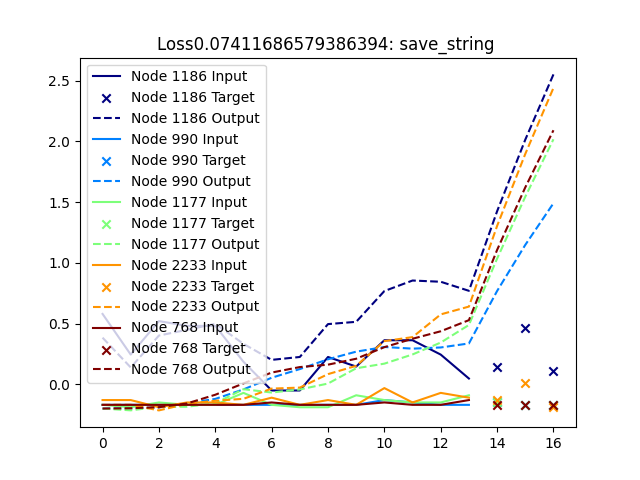 Loss0.07411686579386394: save_string
2.5
2.0
1.5
1.0
0.5
0.0
Node 1186 Input
Node 1186 Target
Node 1186 Output
Node 990 Input
Node 990 Target
Node 990 Output
Node 1177 Input
Node 1177 Target
Node 1177 Output
Node 2233 Input
Node 2233 Target
Node 2233 Output
Node 768 Input
Node 768 Target
Node 768 Output
0 2 4 6 8 10 12 14 16